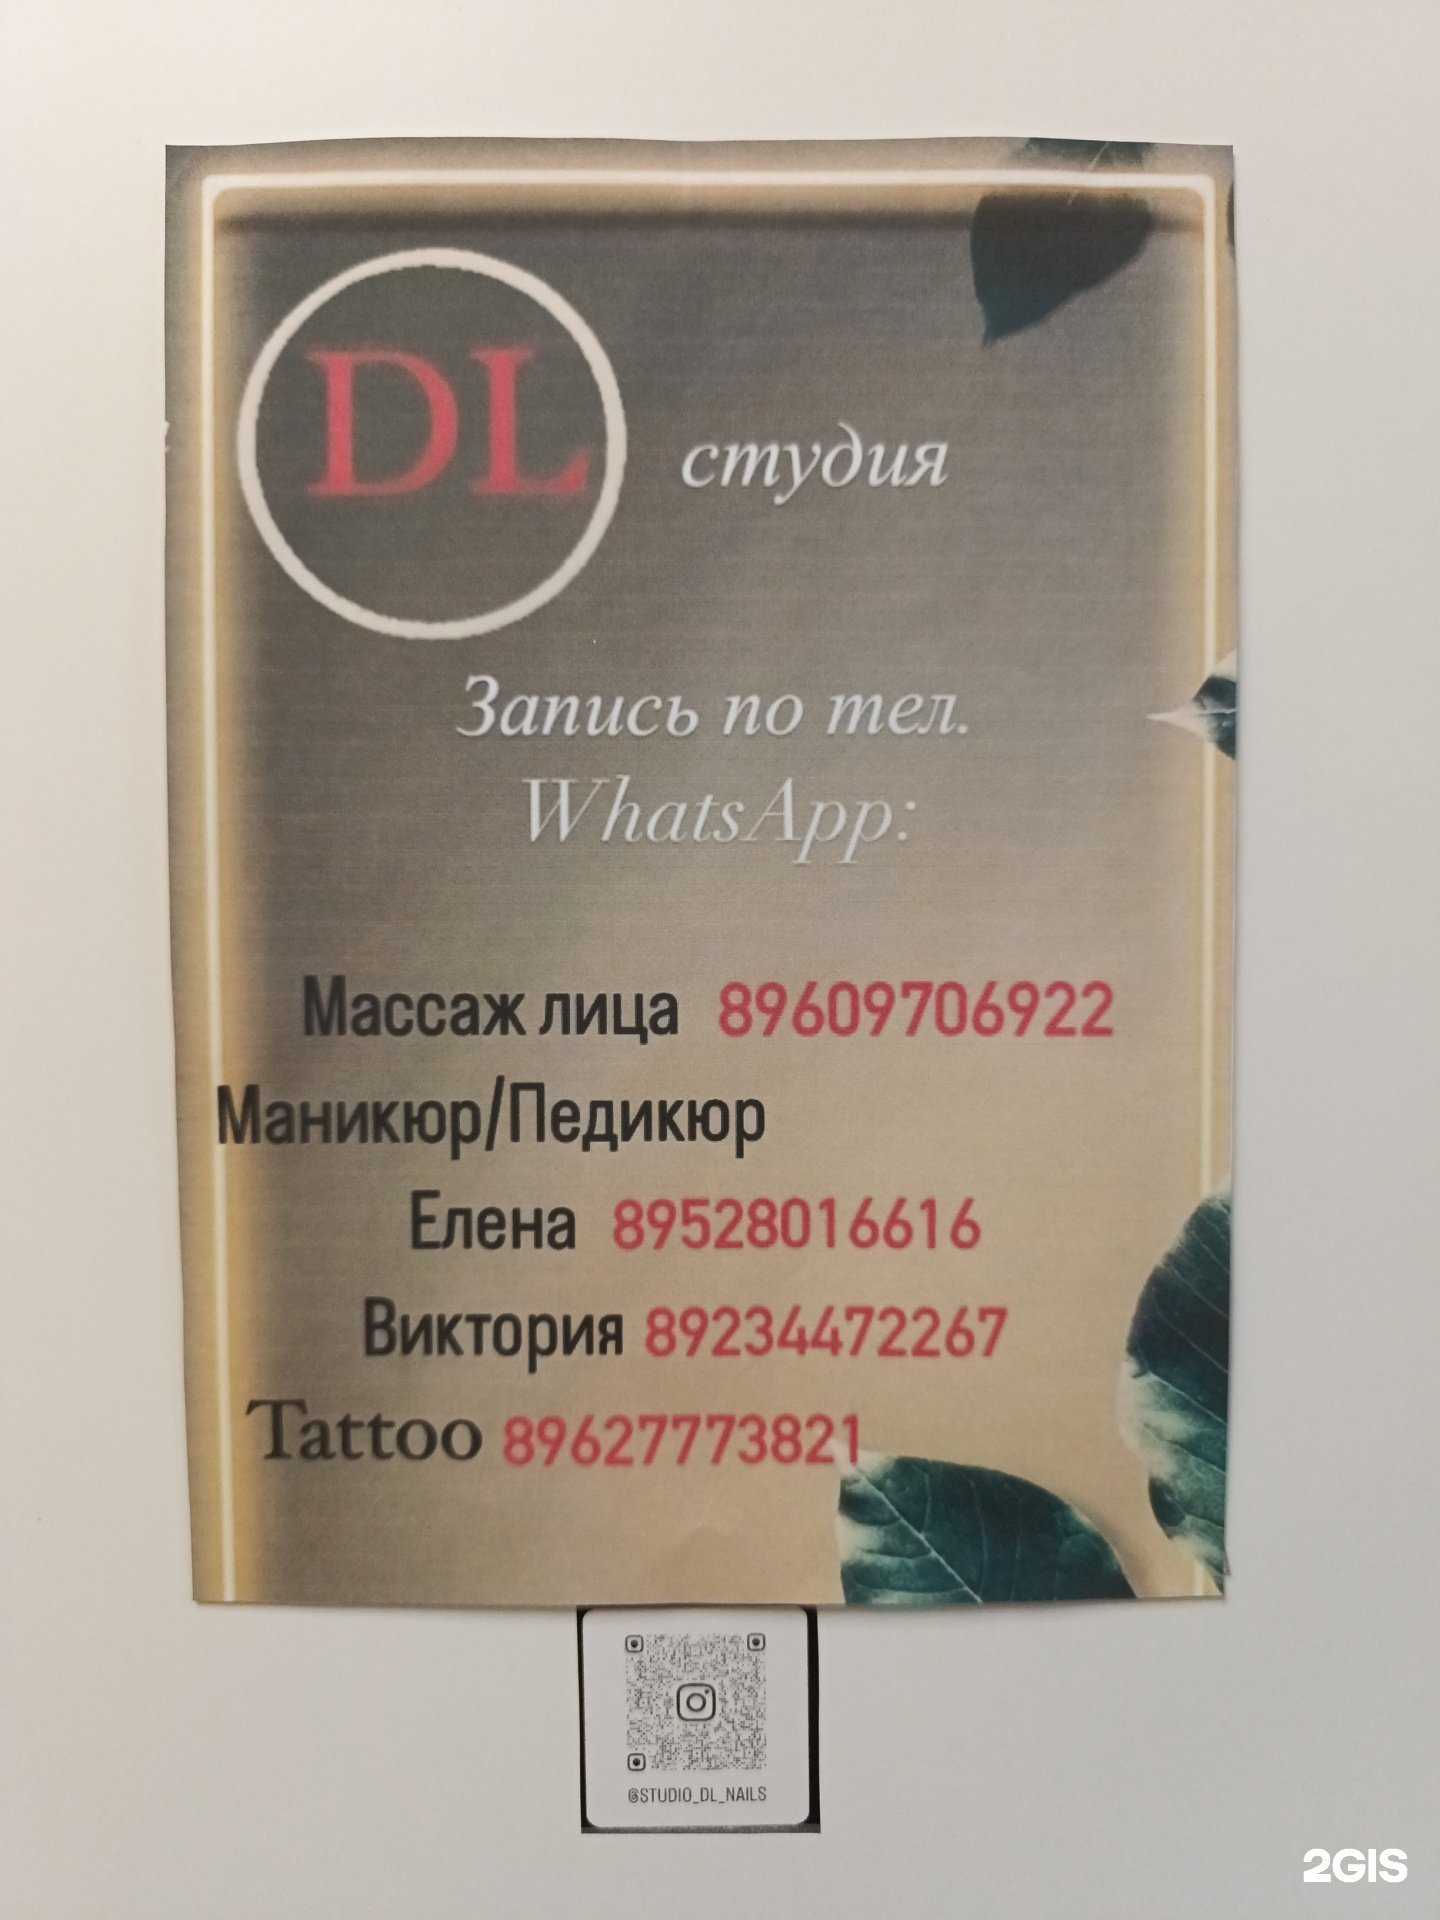 DL студия
Запись по тел.
WhatsApp:
Массаж лица 89609706922
Маникюр/Педикюр
Елена 89528016616
Виктория 89234472267
Tattoo 89627773821
@STUDIO_DL_NAILS
2GIS